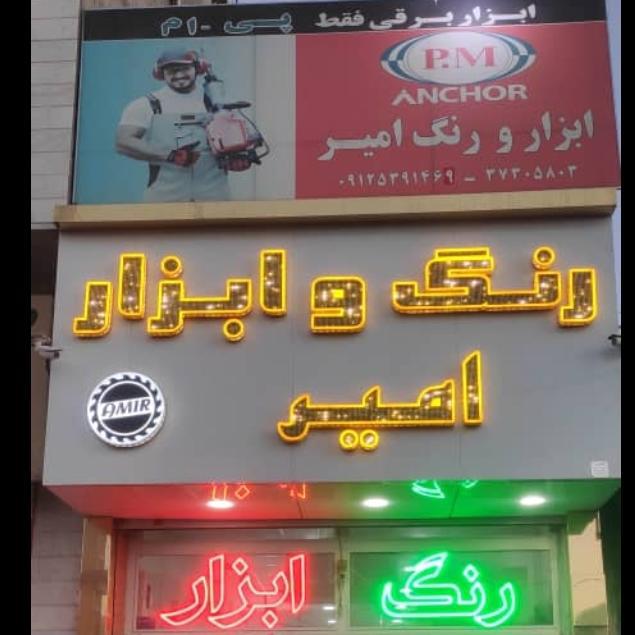 ابزار برقی فقط پی -ام
P.M
ANCHOR
ابزار و رنگ امیر
۰۹۱۲۵۳۹۱۴۶۹ – ۳۷۳۰۵۸۰۳
رنگ و ابزار
امیر
AMIR
ابزار
رنگ